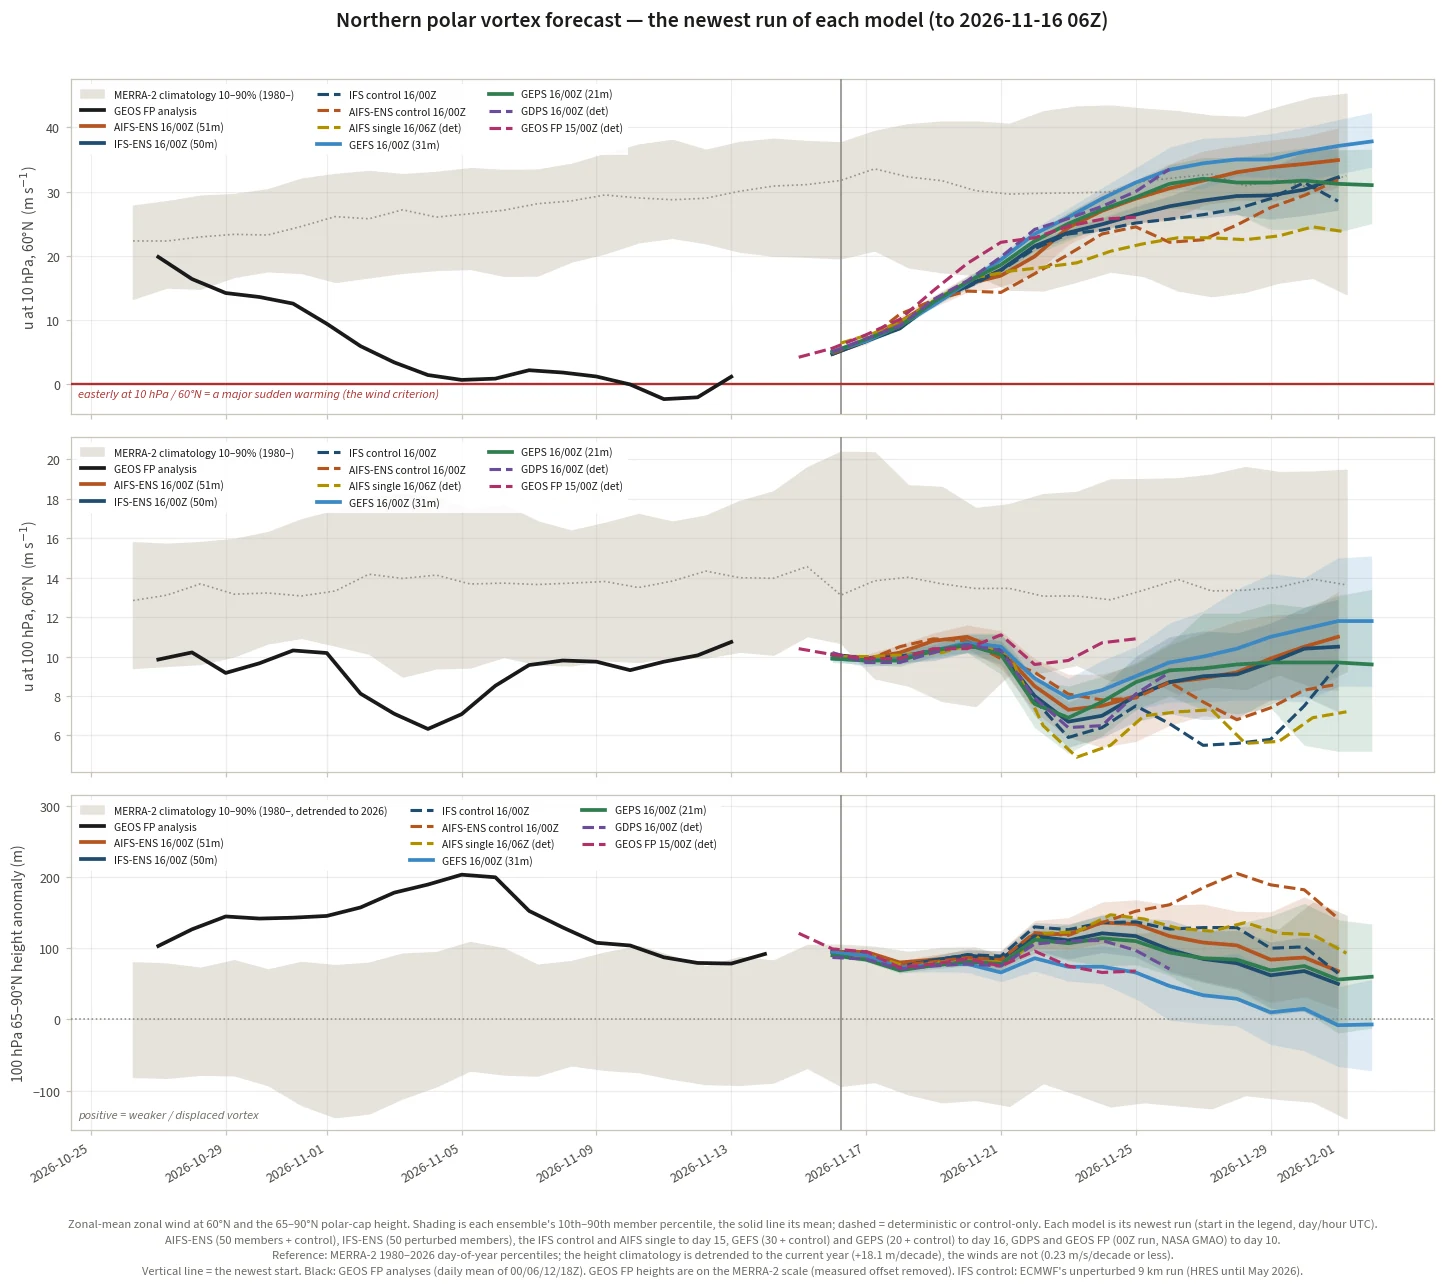 Northern polar vortex forecast — the newest run of each model (to 2026-11-16 06Z)
MERRA-2 climatology 10–90% (1980–)
GEOS FP analysis
AIFS-ENS 16/00Z (51m)
IFS-ENS 16/00Z (50m)
IFS control 16/00Z
AIFS-ENS control 16/00Z
AIFS single 16/06Z (det)
GEFS 16/00Z (31m)
GEPS 16/00Z (21m)
GDPS 16/00Z (det)
GEOS FP 15/00Z (det)
u at 10 hPa, 60°N (m s⁻¹)
40
30
20
10
0
easterly at 10 hPa / 60°N = a major sudden warming (the wind criterion)
MERRA-2 climatology 10–90% (1980–)
GEOS FP analysis
AIFS-ENS 16/00Z (51m)
IFS-ENS 16/00Z (50m)
IFS control 16/00Z
AIFS-ENS control 16/00Z
AIFS single 16/06Z (det)
GEFS 16/00Z (31m)
GEPS 16/00Z (21m)
GDPS 16/00Z (det)
GEOS FP 15/00Z (det)
u at 100 hPa, 60°N (m s⁻¹)
20
18
16
14
12
10
8
6
MERRA-2 climatology 10–90% (1980–, detrended to 2026)
GEOS FP analysis
AIFS-ENS 16/00Z (51m)
IFS-ENS 16/00Z (50m)
IFS control 16/00Z
AIFS-ENS control 16/00Z
AIFS single 16/06Z (det)
GEFS 16/00Z (31m)
GEPS 16/00Z (21m)
GDPS 16/00Z (det)
GEOS FP 15/00Z (det)
100 hPa 65–90°N height anomaly (m)
300
200
100
0
−100
positive = weaker / displaced vortex
2026-10-25
2026-10-29
2026-11-01
2026-11-05
2026-11-09
2026-11-13
2026-11-17
2026-11-21
2026-11-25
2026-11-29
2026-12-01
Zonal-mean zonal wind at 60°N and the 65–90°N polar-cap height. Shading is each ensemble's 10th–90th member percentile, the solid line its mean; dashed = deterministic or control-only. Each model is its newest run (start in the legend, day/hour UTC).
AIFS-ENS (50 members + control), IFS-ENS (50 perturbed members), the IFS control and AIFS single to day 15, GEFS (30 + control) and GEPS (20 + control) to day 16, GDPS and GEOS FP (00Z run, NASA GMAO) to day 10.
Reference: MERRA-2 1980–2026 day-of-year percentiles; the height climatology is detrended to the current year (+18.1 m/decade), the winds are not (0.23 m/s/decade or less).
Vertical line = the newest start. Black: GEOS FP analyses (daily mean of 00/06/12/18Z). GEOS FP heights are on the MERRA-2 scale (measured offset removed). IFS control: ECMWF's unperturbed 9 km run (HRES until May 2026).